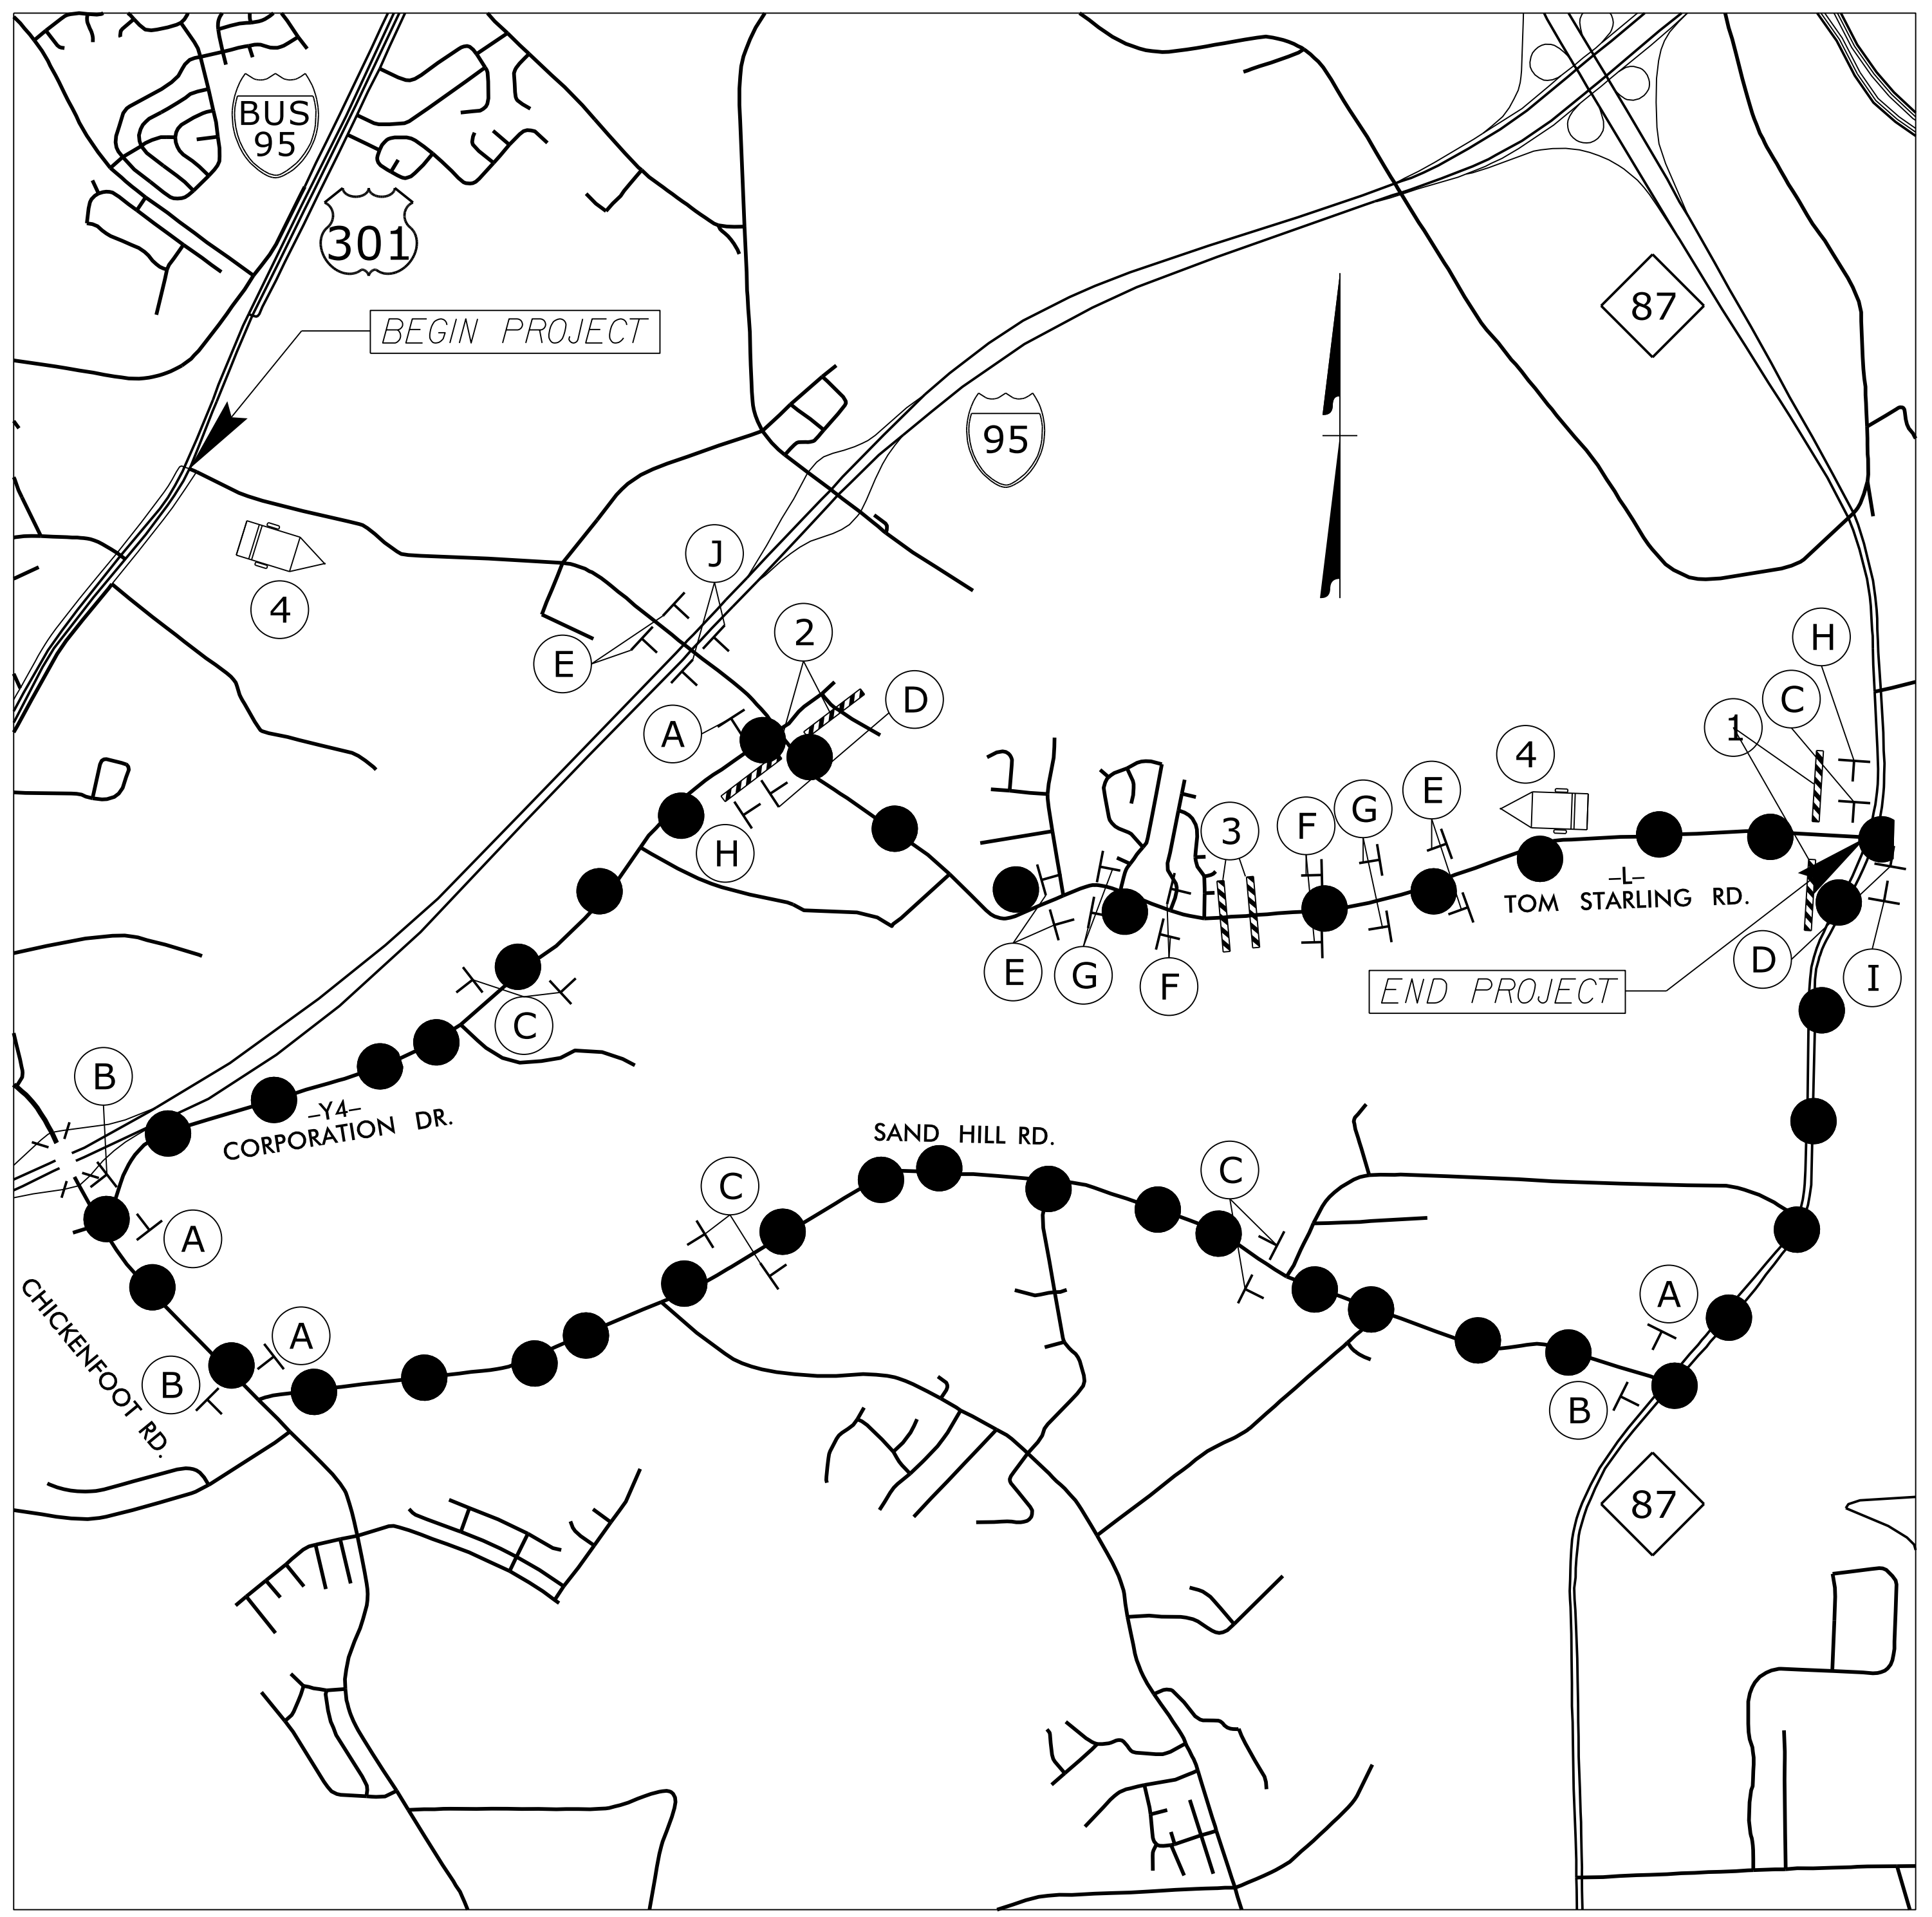 BUS
95
301
87
BEGIN PROJECT
95
J
4
2
E
H
D
C
A
1
4
E
G
3
F
H
-L-
TOM STARLING RD.
E
G
F
D
I
END PROJECT
C
B
-Y4-
CORPORATION DR.
SAND HILL RD.
C
C
A
A
A
CHICKENFOOT RD.
B
B
87